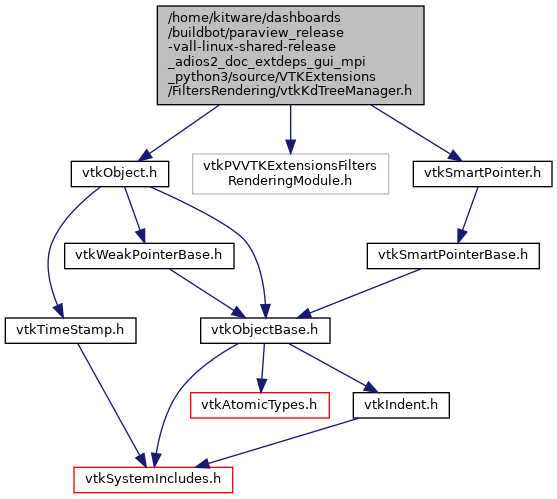 /home/kitware/dashboards
/buildbot/paraview_release
-vall-linux-shared-release
_adios2_doc_extdeps_gui_mpi
_python3/source/VTKExtensions
/FiltersRendering/vtkKdTreeManager.h
vtkObject.h
vtkPVVTKExtensionsFilters
RenderingModule.h
vtkSmartPointer.h
vtkWeakPointerBase.h
vtkSmartPointerBase.h
vtkTimeStamp.h
vtkObjectBase.h
vtkAtomicTypes.h
vtkIndent.h
vtkSystemIncludes.h